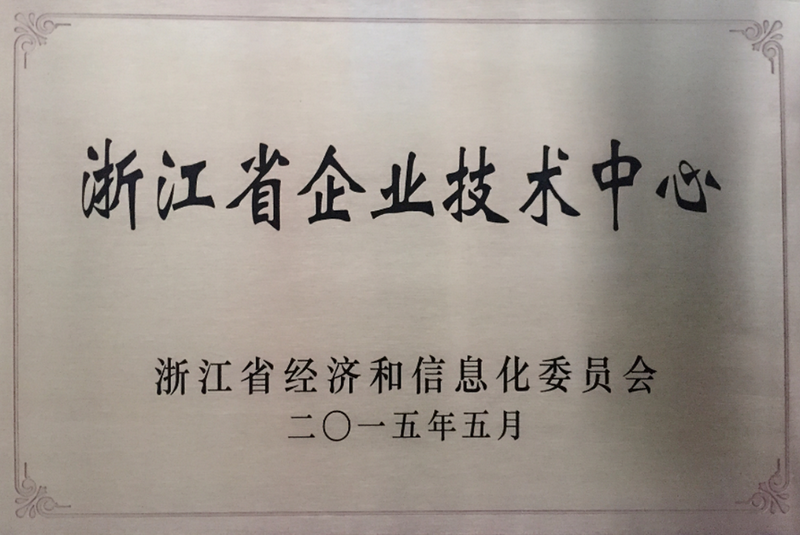 浙江省企业技术中心
浙江省经济和信息化委员会
二〇一五年五月